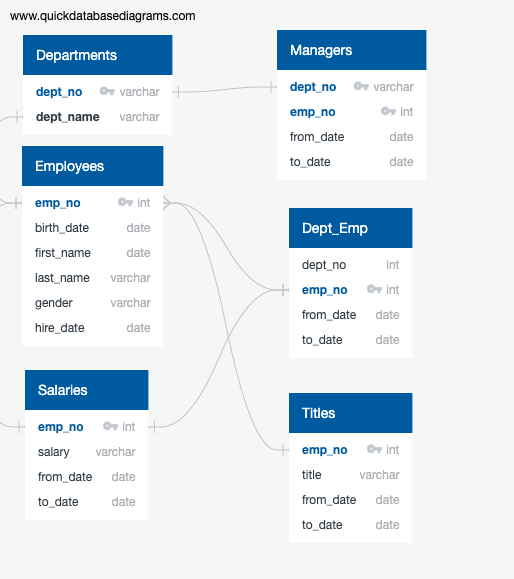 www.quickdatabasediagrams.com
Departments
dept_no varchar
dept_name varchar
Managers
dept_no varchar
emp_no int
from_date date
to_date date
Employees
emp_no int
birth_date date
first_name date
last_name varchar
gender varchar
hire_date date
Dept_Emp
dept_no int
emp_no int
from_date date
to_date date
Salaries
emp_no int
salary varchar
from_date date
to_date date
Titles
emp_no int
title varchar
from_date date
to_date date